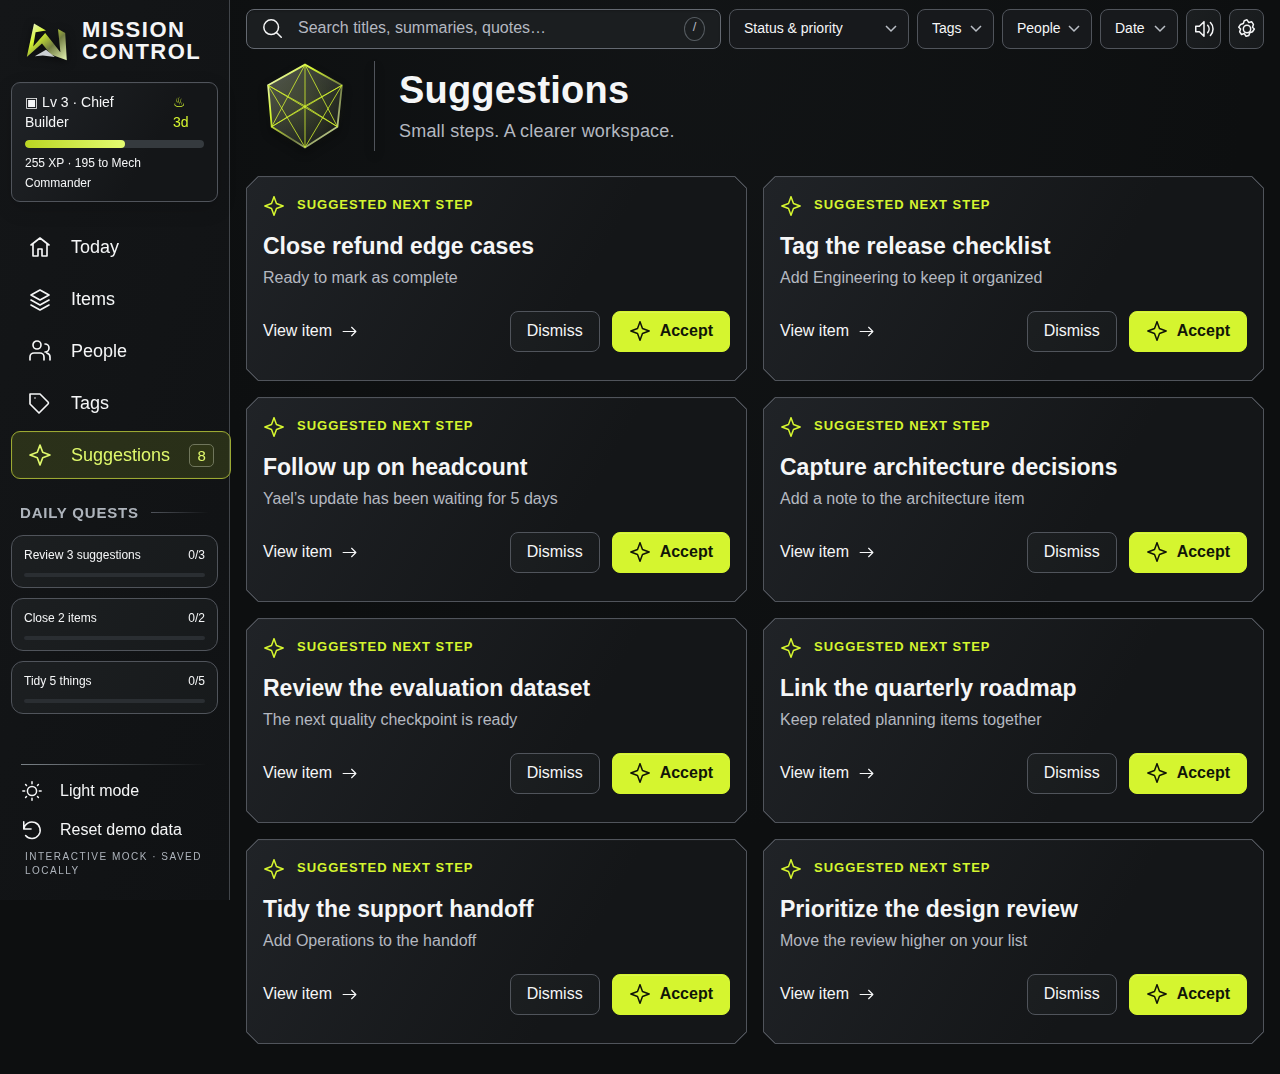 MISSION
CONTROL
▣ Lv 3 · Chief
Builder
♨
3d
255 XP · 195 to Mech
Commander
Today
Items
People
Tags
Suggestions 8
DAILY QUESTS
Review 3 suggestions 0/3
Close 2 items 0/2
Tidy 5 things 0/5
Light mode
Reset demo data
INTERACTIVE MOCK · SAVED
LOCALLY
Search titles, summaries, quotes… /
Status & priority
Tags
People
Date
Suggestions
Small steps. A clearer workspace.
SUGGESTED NEXT STEP
Close refund edge cases
Ready to mark as complete
View item → Dismiss Accept
SUGGESTED NEXT STEP
Tag the release checklist
Add Engineering to keep it organized
View item → Dismiss Accept
SUGGESTED NEXT STEP
Follow up on headcount
Yael’s update has been waiting for 5 days
View item → Dismiss Accept
SUGGESTED NEXT STEP
Capture architecture decisions
Add a note to the architecture item
View item → Dismiss Accept
SUGGESTED NEXT STEP
Review the evaluation dataset
The next quality checkpoint is ready
View item → Dismiss Accept
SUGGESTED NEXT STEP
Link the quarterly roadmap
Keep related planning items together
View item → Dismiss Accept
SUGGESTED NEXT STEP
Tidy the support handoff
Add Operations to the handoff
View item → Dismiss Accept
SUGGESTED NEXT STEP
Prioritize the design review
Move the review higher on your list
View item → Dismiss Accept